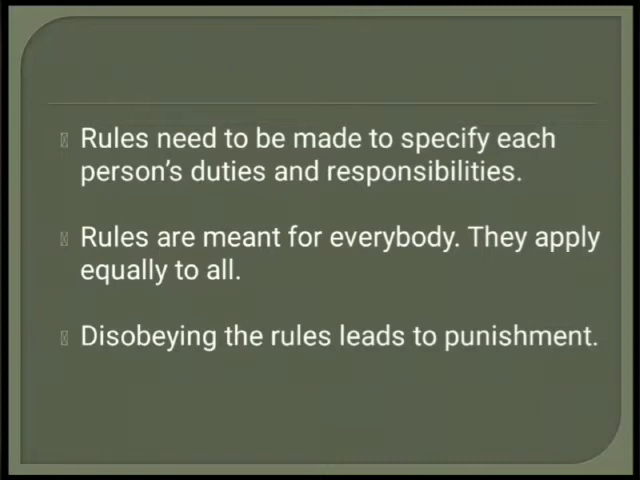 Rules need to be made to specify each
person's duties and responsibilities.
Rules are meant for everybody. They apply
equally to all.
Disobeying the rules leads to punishment.